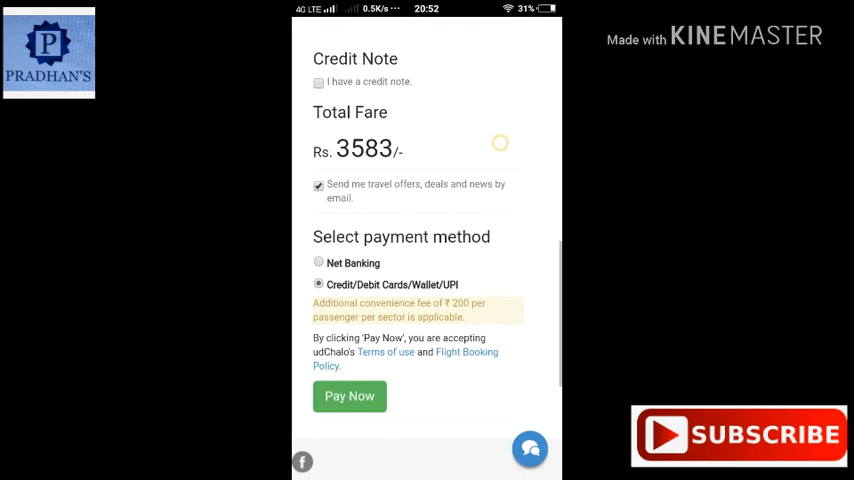 4G LTE 0.5K/s ··· 20:52 31%
P
PRADHAN'S
Made with KINEMASTER
Credit Note
I have a credit note.
Total Fare
Rs. 3583/-
Send me travel offers, deals and news by
email.
Select payment method
Net Banking
Credit/Debit Cards/Wallet/UPI
Additional convenience fee of ₹ 200 per
passenger per sector is applicable.
By clicking 'Pay Now', you are accepting
udChalo's Terms of use and Flight Booking
Policy.
Pay Now
f
SUBSCRIBE